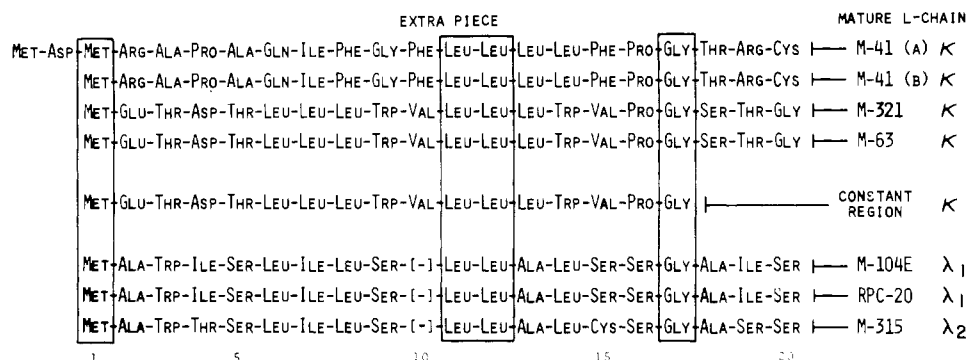 EXTRA PIECE
MATURE L-CHAIN
MET-ASP-MET-ARG-ALA-PRO-ALA-GLN-ILE-PHE-GLY-PHE-LEU-LEU-LEU-LEU-PHE-PRO-GLY-THR-ARG-CYS M-41 (A) K
MET-ARG-ALA-PRO-ALA-GLN-ILE-PHE-GLY-PHE-LEU-LEU-LEU-LEU-PHE-PRO-GLY-THR-ARG-CYS M-41 (B) K
MET-GLU-THR-ASP-THR-LEU-LEU-LEU-TRP-VAL-LEU-LEU-LEU-TRP-VAL-PRO-GLY-SER-THR-GLY M-321 K
MET-GLU-THR-ASP-THR-LEU-LEU-LEU-TRP-VAL-LEU-LEU-LEU-TRP-VAL-PRO-GLY-SER-THR-GLY M-63 K
MET-GLU-THR-ASP-THR-LEU-LEU-LEU-TRP-VAL-LEU-LEU-LEU-TRP-VAL-PRO-GLY CONSTANT REGION K
MET-ALA-TRP-ILE-SER-LEU-ILE-LEU-SER-[-]-LEU-LEU-ALA-LEU-SER-SER-GLY-ALA-ILE-SER M-104E λ1
MET-ALA-TRP-ILE-SER-LEU-ILE-LEU-SER-[-]-LEU-LEU-ALA-LEU-SER-SER-GLY-ALA-ILE-SER RPC-20 λ1
MET-ALA-TRP-THR-SER-LEU-ILE-LEU-SER-[-]-LEU-LEU-ALA-LEU-CYS-SER-GLY-ALA-SER-SER M-315 λ2
1 5 10 15 20